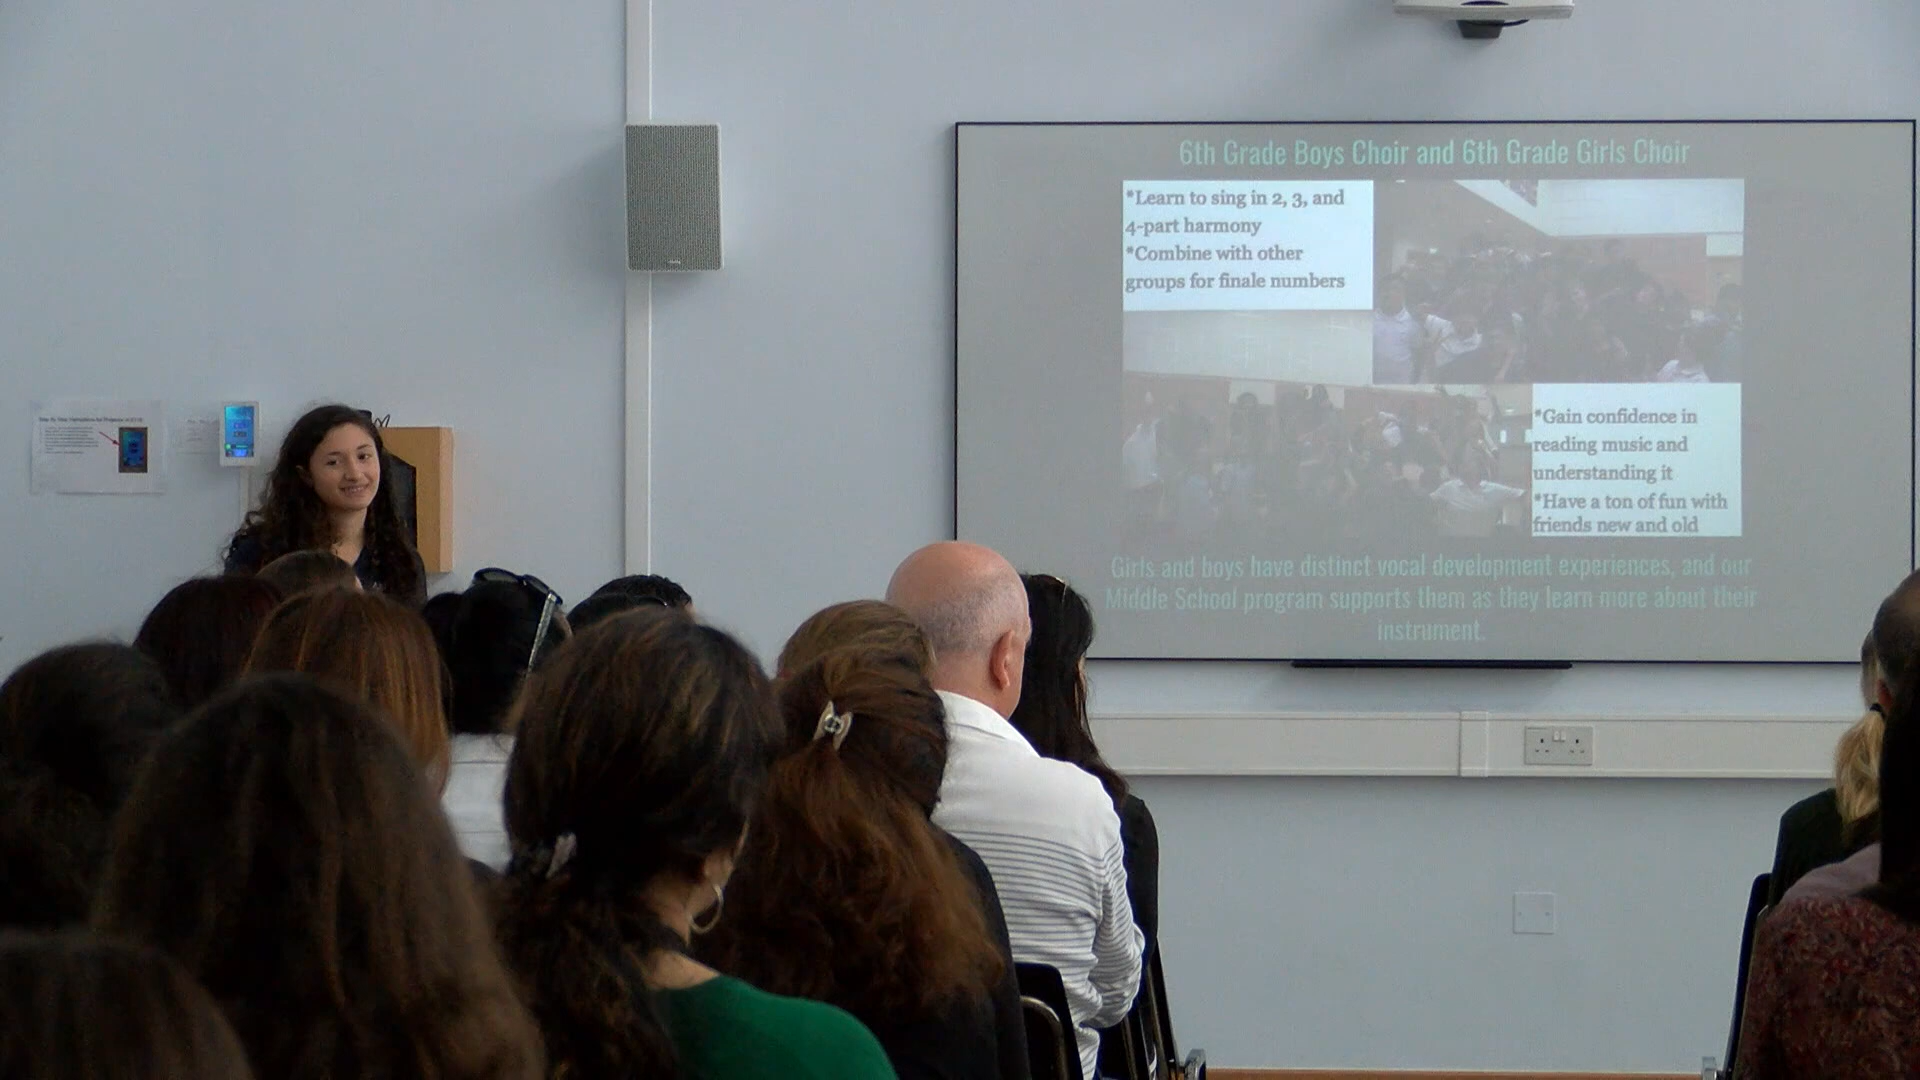 6th Grade Boys Choir and 6th Grade Girls Choir
*Learn to sing in 2, 3, and
4-part harmony
*Combine with other
groups for finale numbers
*Gain confidence in
reading music and
understanding it
*Have a ton of fun with
friends new and old
Girls and boys have distinct vocal development experiences, and our
Middle School program supports them as they learn more about their
instrument.